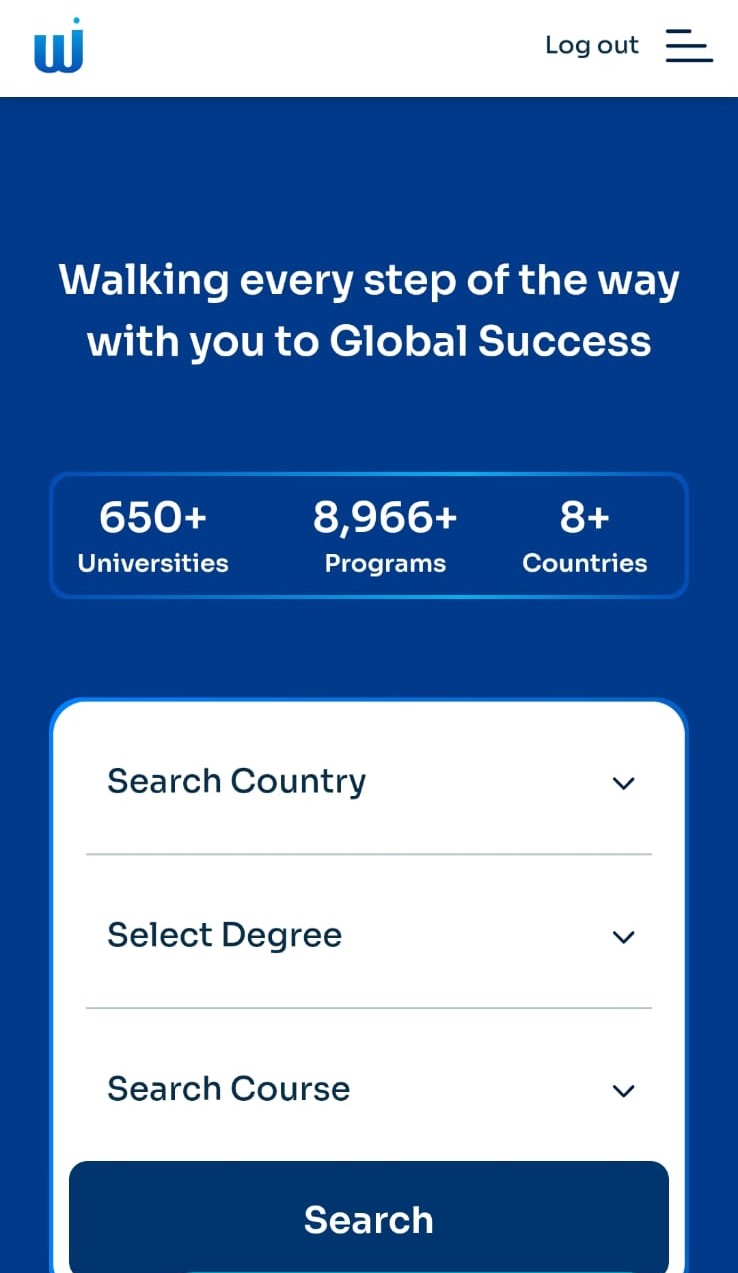 wi
Log out
Walking every step of the way
with you to Global Success
650+ 8,966+ 8+
Universities Programs Countries
Search Country
Select Degree
Search Course
Search